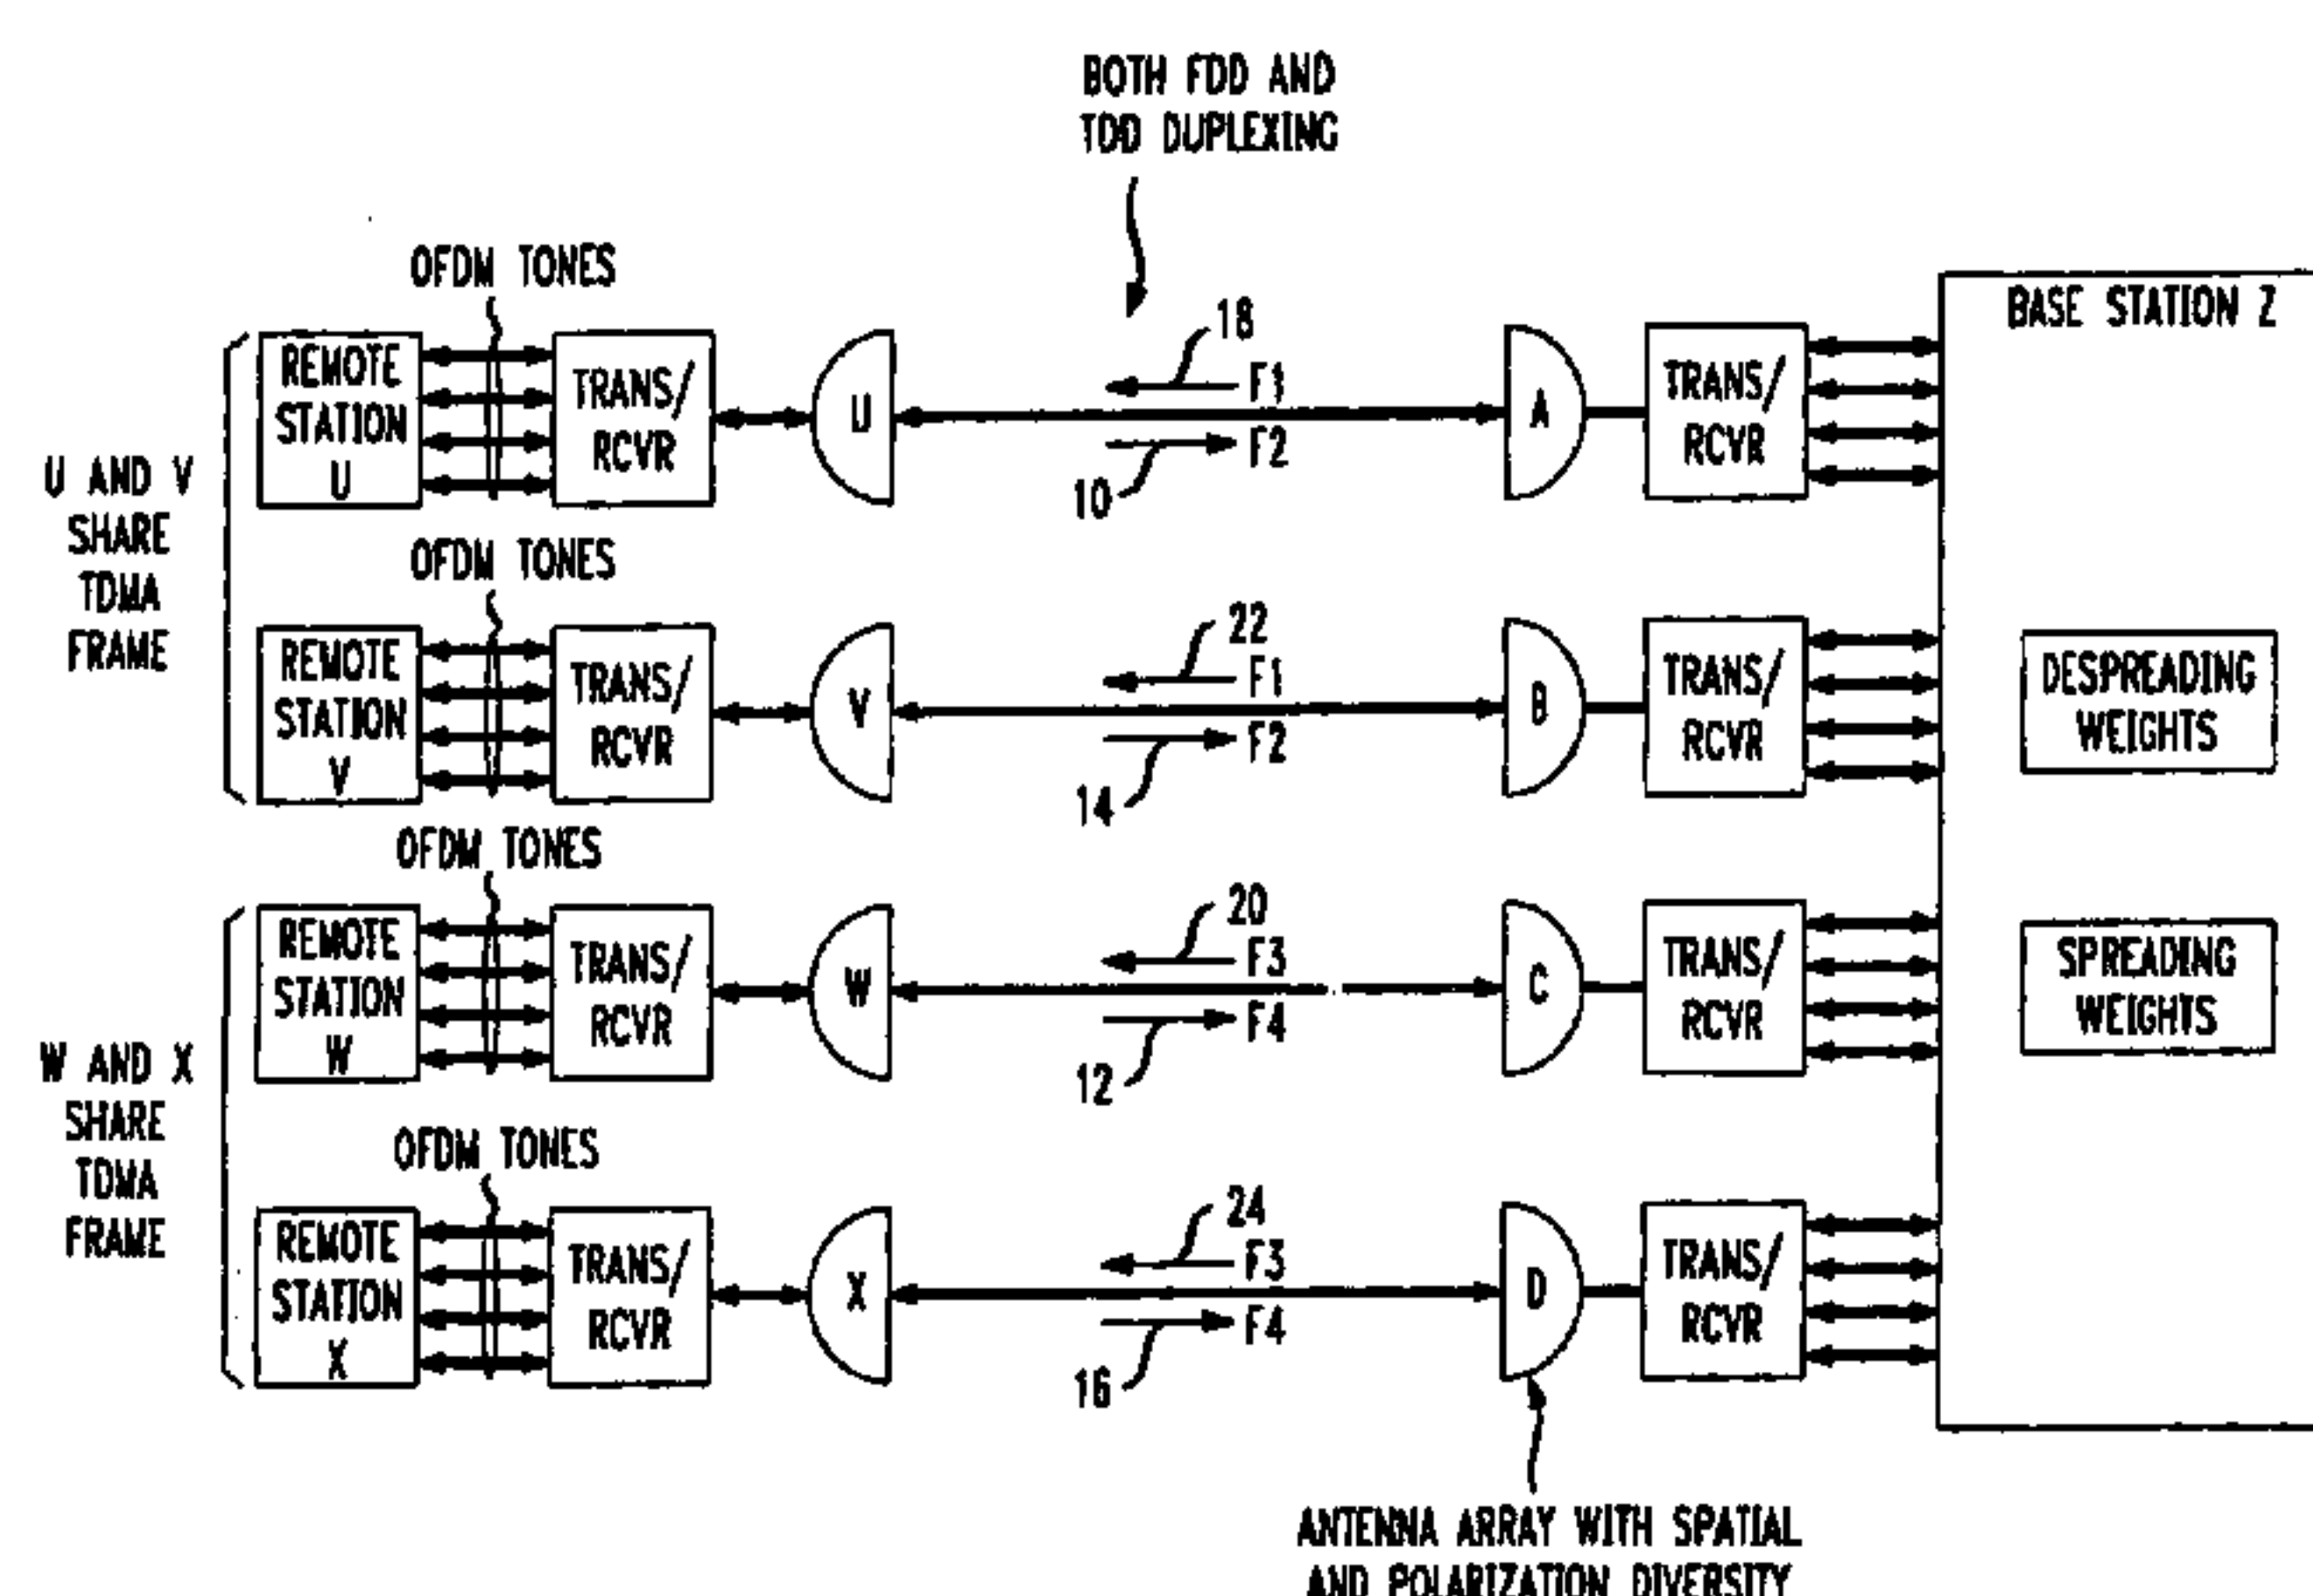 BOTH FDD AND
TDD DUPLEXING
OFDM TONES
18
BASE STATION Z
REMOTE
STATION
U
TRANS/
RCVR
U
F1
F2
10
A
TRANS/
RCVR
U AND V
SHARE
TDMA
FRAME
OFDM TONES
22
REMOTE
STATION
V
TRANS/
RCVR
V
F1
F2
14
B
TRANS/
RCVR
DESPREADING
WEIGHTS
OFDM TONES
20
REMOTE
STATION
W
TRANS/
RCVR
W
F3
F4
12
C
TRANS/
RCVR
SPREADING
WEIGHTS
W AND X
SHARE
TDMA
FRAME
OFDM TONES
24
REMOTE
STATION
X
TRANS/
RCVR
X
F3
F4
16
D
TRANS/
RCVR
ANTENNA ARRAY WITH SPATIAL
AND POLARIZATION DIVERSITY